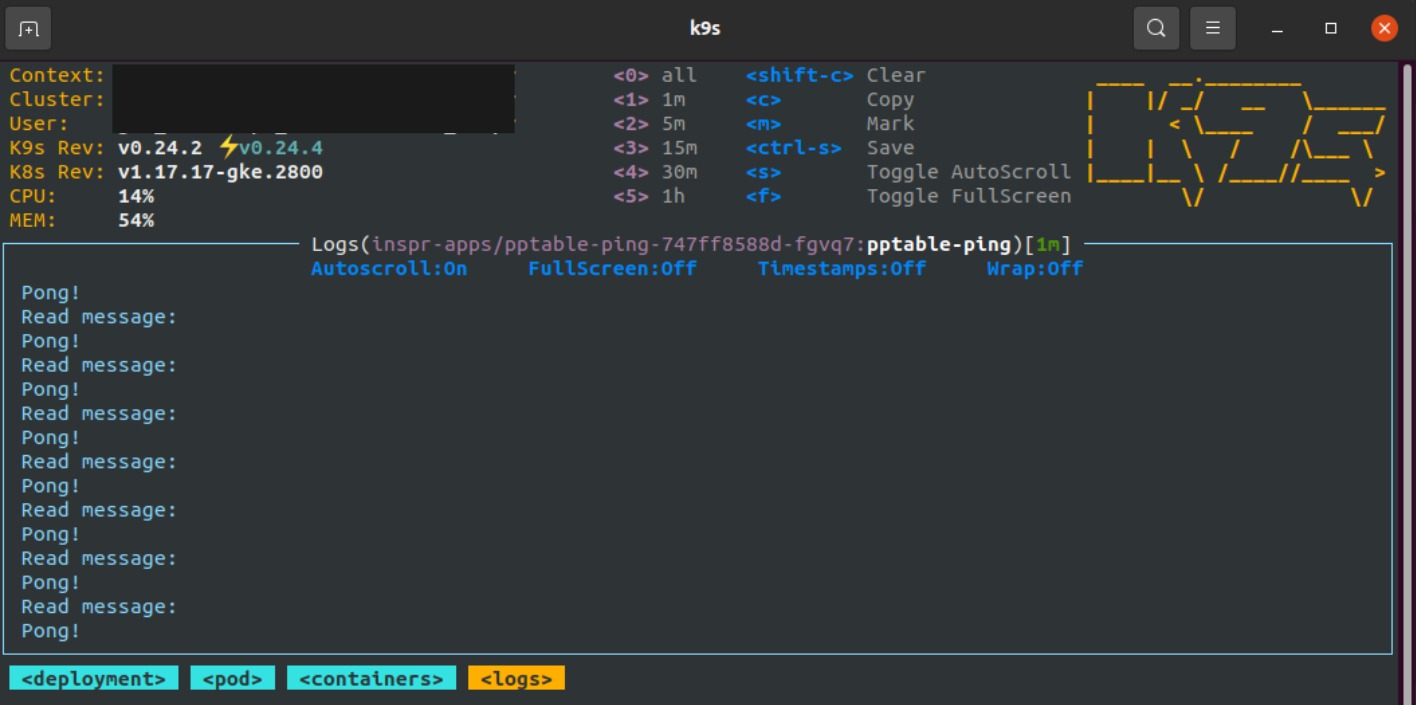 k9s
Context: <0> all <shift-c> Clear
Cluster: <1> 1m <c> Copy
User: <2> 5m <m> Mark
K9s Rev: v0.24.2 ⚡v0.24.4 <3> 15m <ctrl-s> Save
K8s Rev: v1.17.17-gke.2800 <4> 30m <s> Toggle AutoScroll
CPU: 14% <5> 1h <f> Toggle FullScreen
MEM: 54%
Logs(inspr-apps/pptable-ping-747ff8588d-fgvq7:pptable-ping)[1m]
Autoscroll:On FullScreen:Off Timestamps:Off Wrap:Off
Pong!
Read message:
Pong!
Read message:
Pong!
Read message:
Pong!
Read message:
Pong!
Read message:
Pong!
Read message:
Pong!
Read message:
Pong!
<deployment> <pod> <containers> <logs>